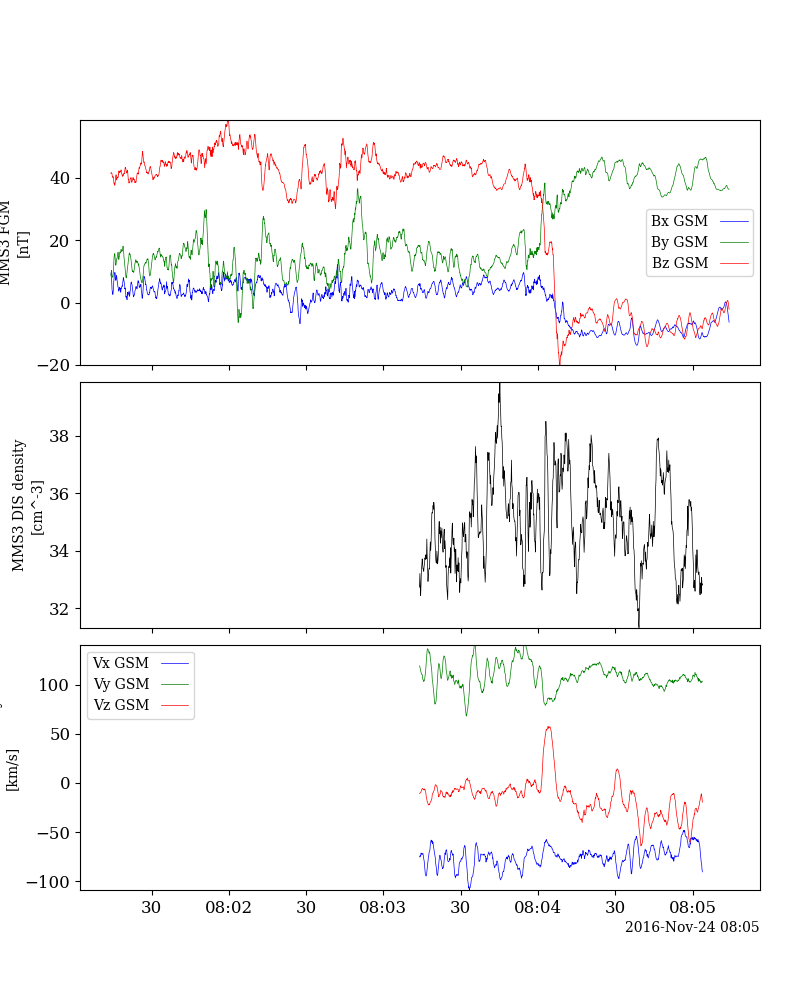 MMS3 FGM
[nT]
40
20
0
−20
Bx GSM
By GSM
Bz GSM
MMS3 DIS density
[cm^-3]
38
36
34
32
[km/s]
100
50
0
−50
−100
Vx GSM
Vy GSM
Vz GSM
30 08:02 30 08:03 30 08:04 30 08:05
2016-Nov-24 08:05